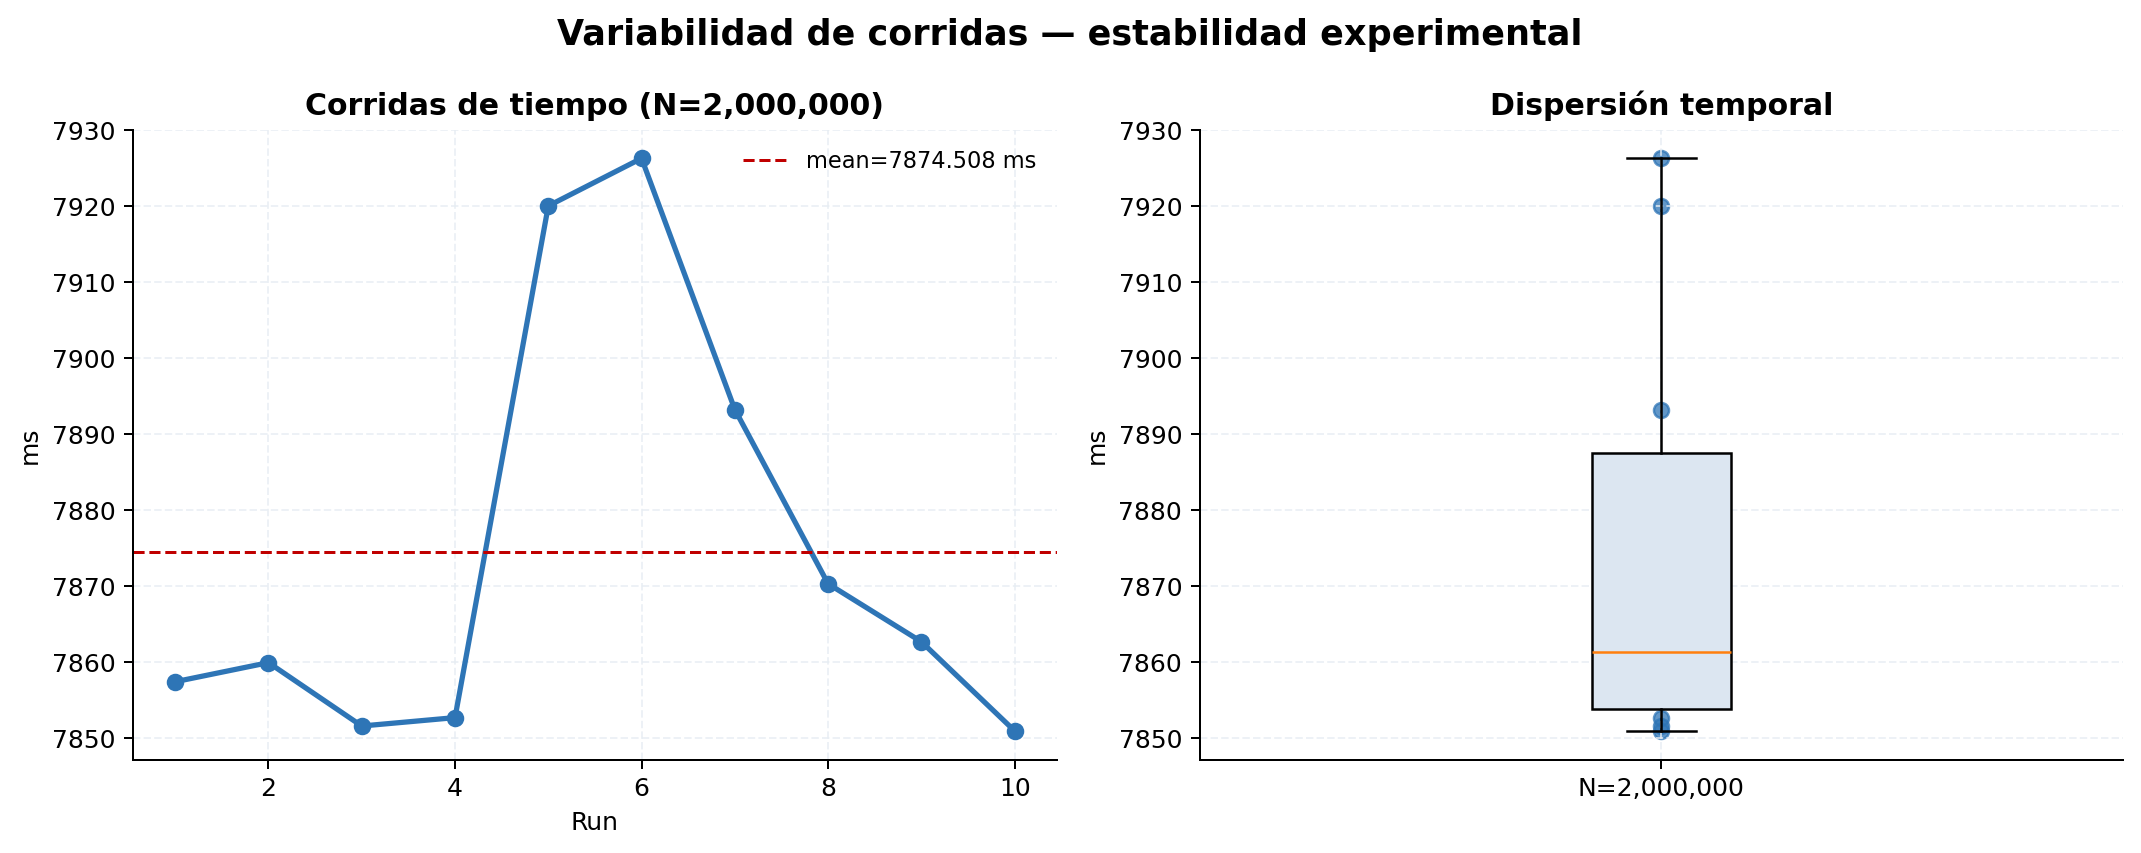 Variabilidad de corridas — estabilidad experimental
Corridas de tiempo (N=2,000,000)
7930
7920
7910
7900
7890
7880
7870
7860
7850
ms
mean=7874.508 ms
2
4
6
8
10
Run
Dispersión temporal
7930
7920
7910
7900
7890
7880
7870
7860
7850
ms
N=2,000,000